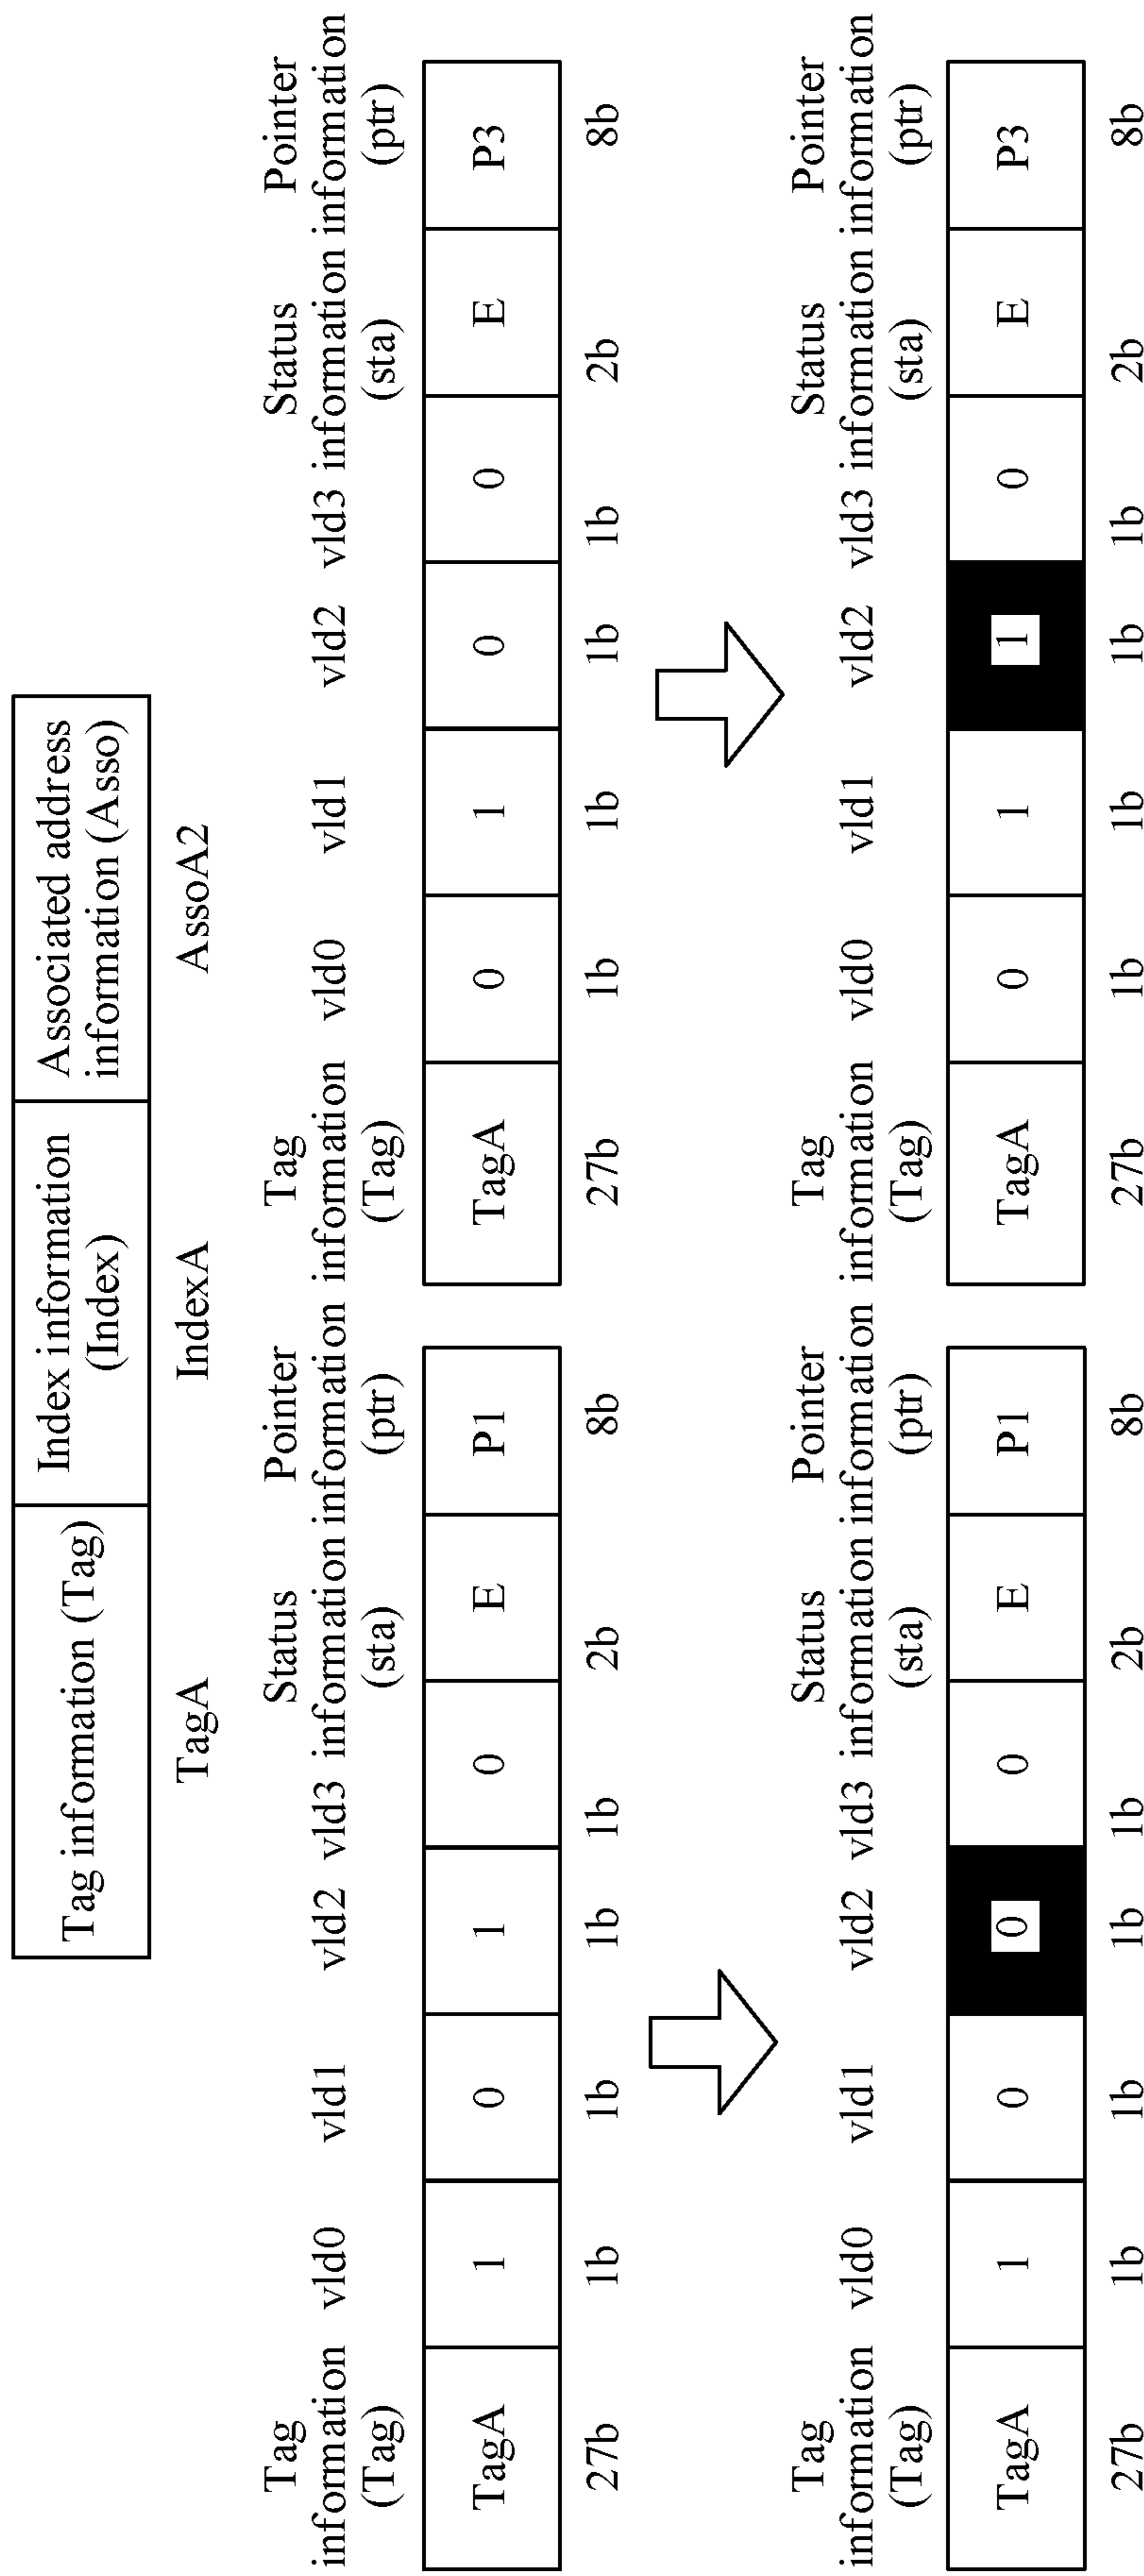 Tag information (Tag)
Index information
(Index)
Associated address
information (Asso)
TagA
IndexA
AssoA2
Tag
information
(Tag)
vld0
vld1
vld2
vld3
Status
information
(sta)
Pointer
information
(ptr)
TagA
1
0
1
0
E
P1
27b
1b
1b
1b
1b
2b
8b
Tag
information
(Tag)
vld0
vld1
vld2
vld3
Status
information
(sta)
Pointer
information
(ptr)
TagA
0
1
0
0
E
P3
27b
1b
1b
1b
1b
2b
8b
Tag
information
(Tag)
vld0
vld1
vld2
vld3
Status
information
(sta)
Pointer
information
(ptr)
TagA
1
0
0
0
E
P1
27b
1b
1b
1b
1b
2b
8b
Tag
information
(Tag)
vld0
vld1
vld2
vld3
Status
information
(sta)
Pointer
information
(ptr)
TagA
0
1
1
0
E
P3
27b
1b
1b
1b
1b
2b
8b